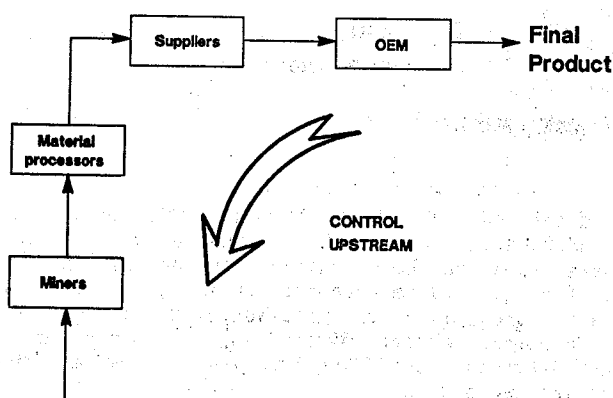 Suppliers
OEM
Final
Product
Material
processors
CONTROL
UPSTREAM
Miners